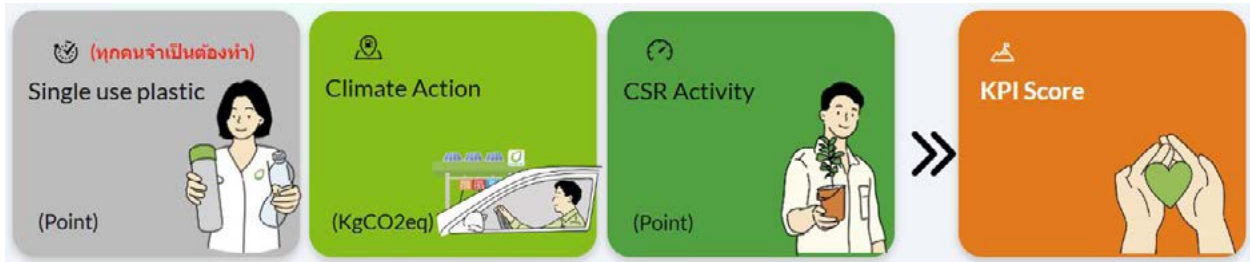 (ทุกคนจำเป็นต้องทำ)
Single use plastic
(Point)
Climate Action
(KgCO2eq)
CSR Activity
(Point)
KPI Score